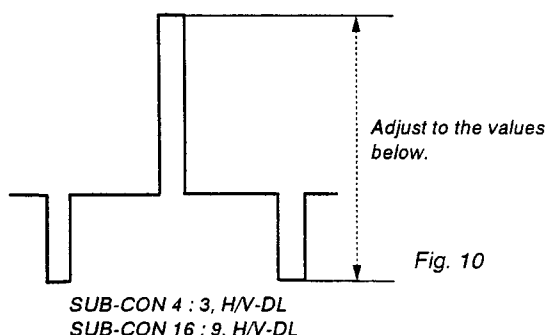 Adjust to the values
below.
Fig. 10
SUB-CON 4 : 3, H/V-DL
SUB-CON 16 : 9, H/V-DL